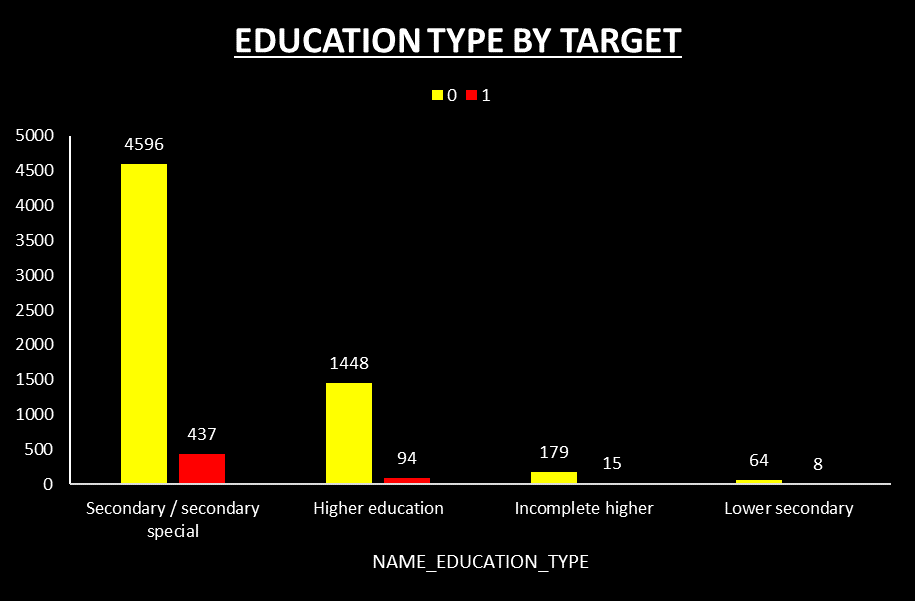 EDUCATION TYPE BY TARGET
0 1
5000
4500
4000
3500
3000
2500
2000
1500
1000
500
0
4596
437
1448
94
179
15
64
8
Secondary / secondary
special
Higher education
Incomplete higher
Lower secondary
NAME_EDUCATION_TYPE